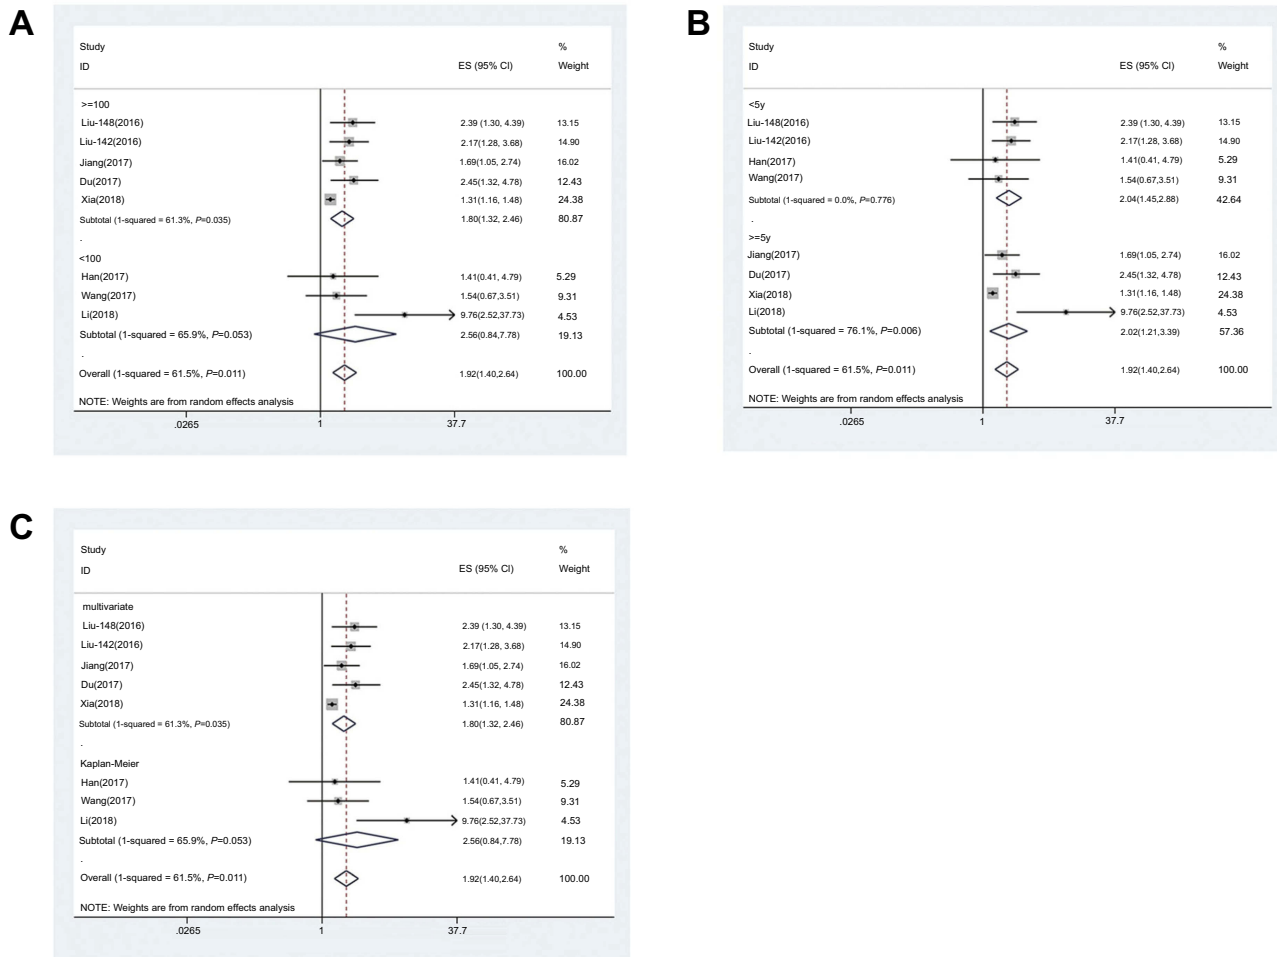 A
Study %
ID ES (95% CI) Weight
>=100
Liu-148(2016) 2.39 (1.30, 4.39) 13.15
Liu-142(2016) 2.17(1.28, 3.68) 14.90
Jiang(2017) 1.69(1.05, 2.74) 16.02
Du(2017) 2.45(1.32, 4.78) 12.43
Xia(2018) 1.31(1.16, 1.48) 24.38
Subtotal (1-squared = 61.3%, P=0.035) 1.80(1.32, 2.46) 80.87
.
<100
Han(2017) 1.41(0.41, 4.79) 5.29
Wang(2017) 1.54(0.67,3.51) 9.31
Li(2018) 9.76(2.52,37.73) 4.53
Subtotal (1-squared = 65.9%, P=0.053) 2.56(0.84,7.78) 19.13
.
Overall (1-squared = 61.5%, P=0.011) 1.92(1.40,2.64) 100.00
NOTE: Weights are from random effects analysis
.0265 1 37.7
B
Study %
ID ES (95% CI) Weight
<5y
Liu-148(2016) 2.39 (1.30, 4.39) 13.15
Liu-142(2016) 2.17(1.28, 3.68) 14.90
Han(2017) 1.41(0.41, 4.79) 5.29
Wang(2017) 1.54(0.67,3.51) 9.31
Subtotal (1-squared = 0.0%, P=0.776) 2.04(1.45,2.88) 42.64
.
>=5y
Jiang(2017) 1.69(1.05, 2.74) 16.02
Du(2017) 2.45(1.32, 4.78) 12.43
Xia(2018) 1.31(1.16, 1.48) 24.38
Li(2018) 9.76(2.52,37.73) 4.53
Subtotal (1-squared = 76.1%, P=0.006) 2.02(1.21,3.39) 57.36
.
Overall (1-squared = 61.5%, P=0.011) 1.92(1.40,2.64) 100.00
NOTE: Weights are from random effects analysis
.0265 1 37.7
C
Study %
ID ES (95% CI) Weight
multivariate
Liu-148(2016) 2.39 (1.30, 4.39) 13.15
Liu-142(2016) 2.17(1.28, 3.68) 14.90
Jiang(2017) 1.69(1.05, 2.74) 16.02
Du(2017) 2.45(1.32, 4.78) 12.43
Xia(2018) 1.31(1.16, 1.48) 24.38
Subtotal (1-squared = 61.3%, P=0.035) 1.80(1.32, 2.46) 80.87
.
Kaplan-Meier
Han(2017) 1.41(0.41, 4.79) 5.29
Wang(2017) 1.54(0.67,3.51) 9.31
Li(2018) 9.76(2.52,37.73) 4.53
Subtotal (1-squared = 65.9%, P=0.053) 2.56(0.84,7.78) 19.13
.
Overall (1-squared = 61.5%, P=0.011) 1.92(1.40,2.64) 100.00
NOTE: Weights are from random effects analysis
.0265 1 37.7